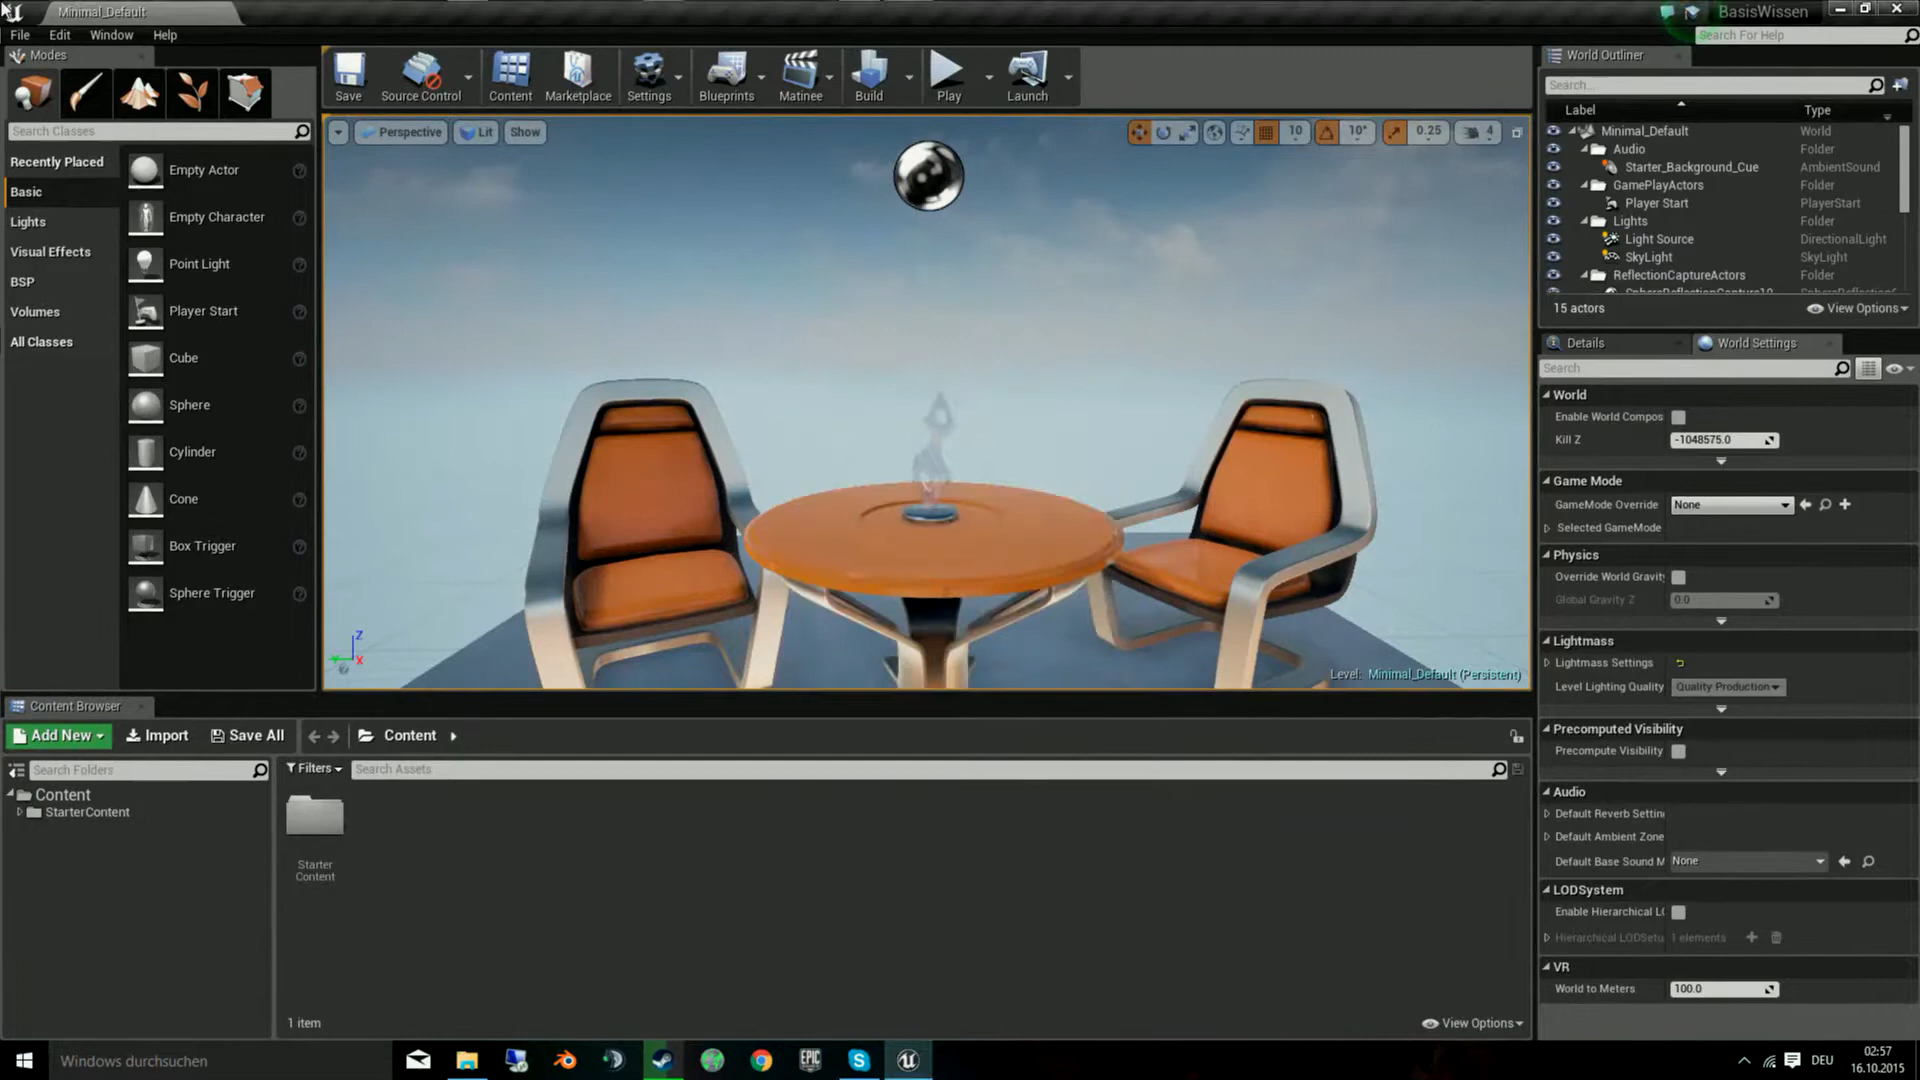 Minimal_Default
BasisWissen
File Edit Window Help
Search For Help
Modes
Save
Source Control
Content
Marketplace
Settings
Blueprints
Matinee
Build
Play
Launch
World Outliner
Search...
Label Type
Search Classes
Recently Placed
Basic
Lights
Visual Effects
BSP
Volumes
All Classes
Empty Actor
Empty Character
Point Light
Player Start
Cube
Sphere
Cylinder
Cone
Box Trigger
Sphere Trigger
Perspective Lit Show
10 10° 0.25 4
Z
X
Level: Minimal_Default (Persistent)
Minimal_Default World
Audio Folder
Starter_Background_Cue AmbientSound
GamePlayActors Folder
Player Start PlayerStart
Lights Folder
Light Source DirectionalLight
SkyLight SkyLight
ReflectionCaptureActors Folder
15 actors View Options
Details World Settings
Search
World
Enable World Compos
Kill Z -1048575.0
Game Mode
GameMode Override None
Selected GameMode
Physics
Override World Gravit
Global Gravity Z 0.0
Lightmass
Lightmass Settings
Level Lighting Quality Quality Production
Precomputed Visibility
Precompute Visibility
Audio
Default Reverb Settin
Default Ambient Zone
Default Base Sound M None
LODSystem
Enable Hierarchical LO
Hierarchical LODSetu 1 elements
VR
World to Meters 100.0
Content Browser
Add New Import Save All Content
Search Folders
Filters Search Assets
Content
StarterContent
Starter
Content
1 item
View Options
Windows durchsuchen
EPIC
DEU
02:57
16.10.2015